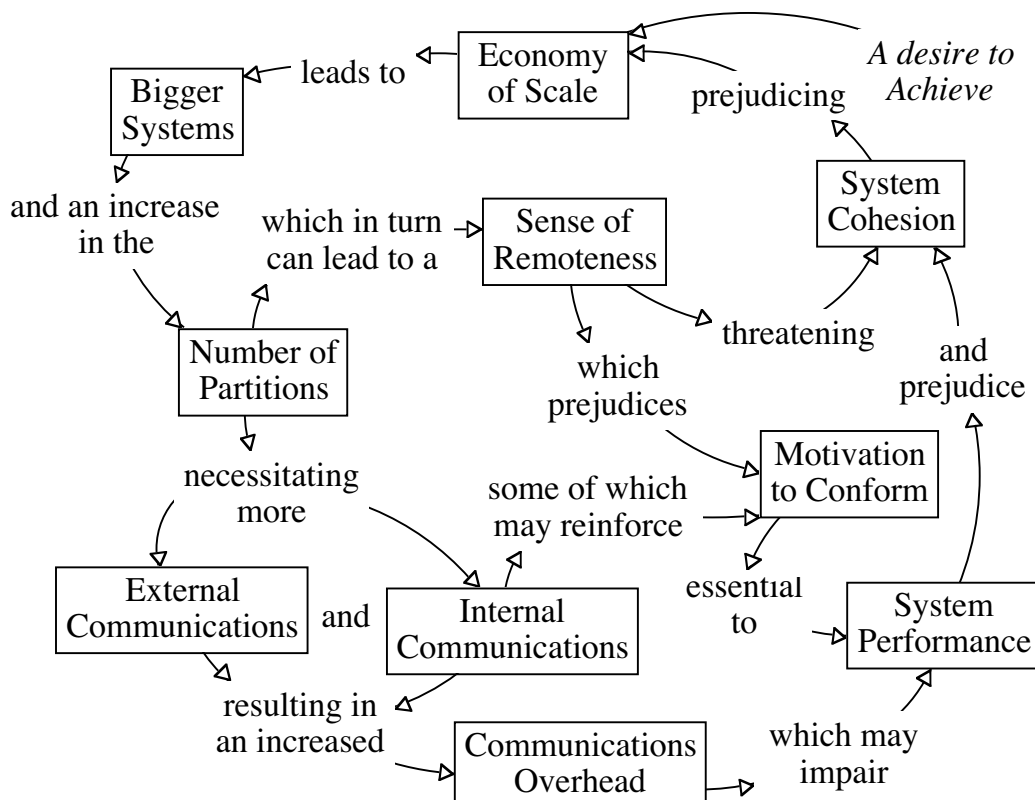 A desire to
Achieve
Economy
of Scale
leads to
Bigger
Systems
prejudicing
System
Cohesion
and an increase
in the
which in turn
can lead to a
Sense of
Remoteness
threatening
Number of
Partitions
which
prejudices
and
prejudice
necessitating
more
some of which
may reinforce
Motivation
to Conform
External
Communications
and
Internal
Communications
essential
to
System
Performance
resulting in
an increased
Communications
Overhead
which may
impair